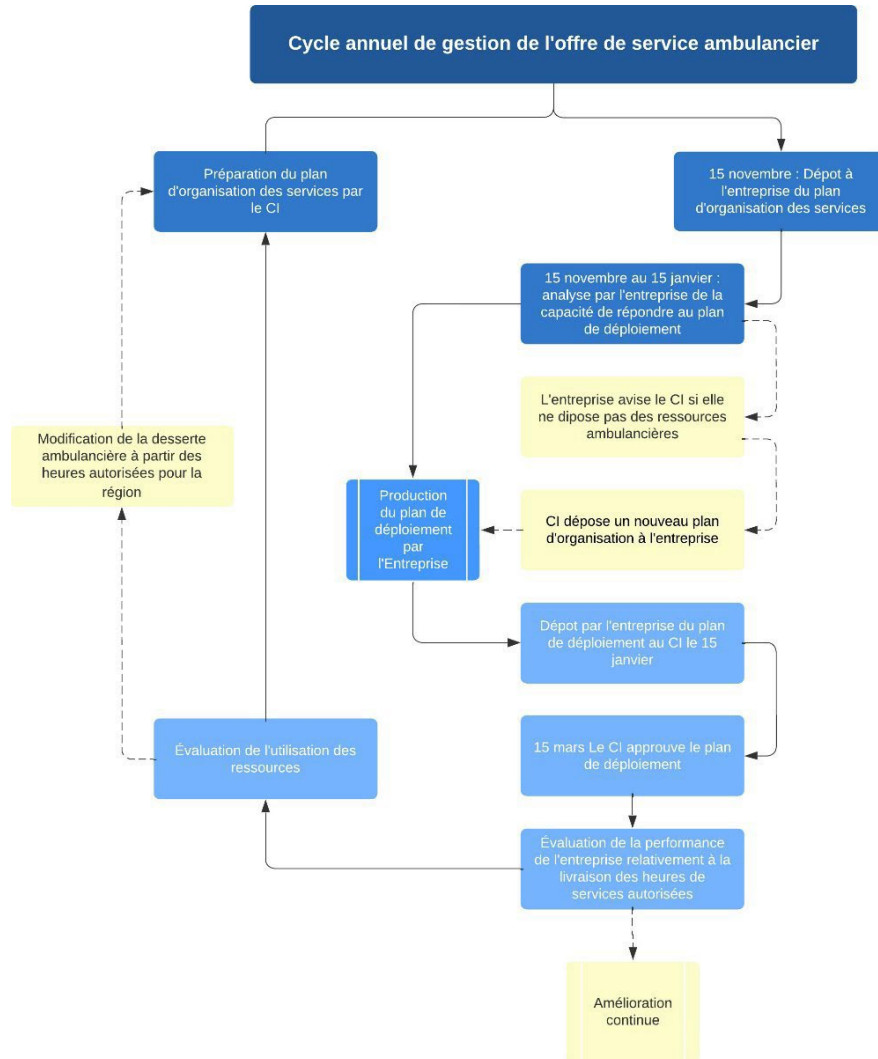 Cycle annuel de gestion de l'offre de service ambulancier
Préparation du plan
d'organisation des services par
le CI
15 novembre : Dépot à
l'entreprise du plan
d'organisation des services
15 novembre au 15 janvier :
analyse par l'entreprise de la
capacité de répondre au plan
de déploiement
L'entreprise avise le CI si elle
ne dipose pas des ressources
ambulancières
Modification de la desserte
ambulancière à partir des
heures autorisées pour la
région
Production
du plan de
déploiement
par
l'Entreprise
CI dépose un nouveau plan
d'organisation à l'entreprise
Dépot par l'entreprise du plan
de déploiement au CI le 15
janvier
Évaluation de l'utilisation des
ressources
15 mars Le CI approuve le plan
de déploiement
Évaluation de la performance
de l'entreprise relativement à la
livraison des heures de
services autorisées
Amélioration
continue